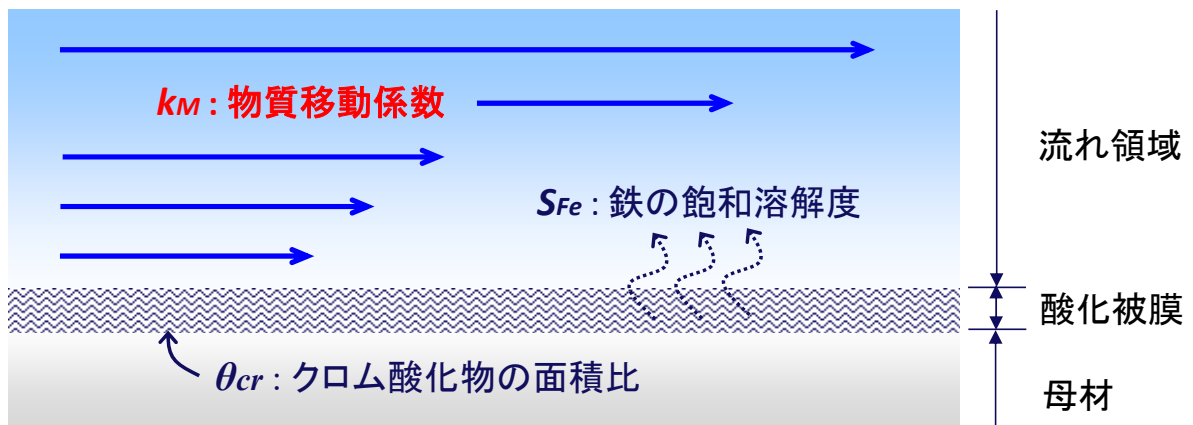 kM : 物質移動係数
流れ領域
SFe : 鉄の飽和溶解度
酸化被膜
θcr : クロム酸化物の面積比
母材